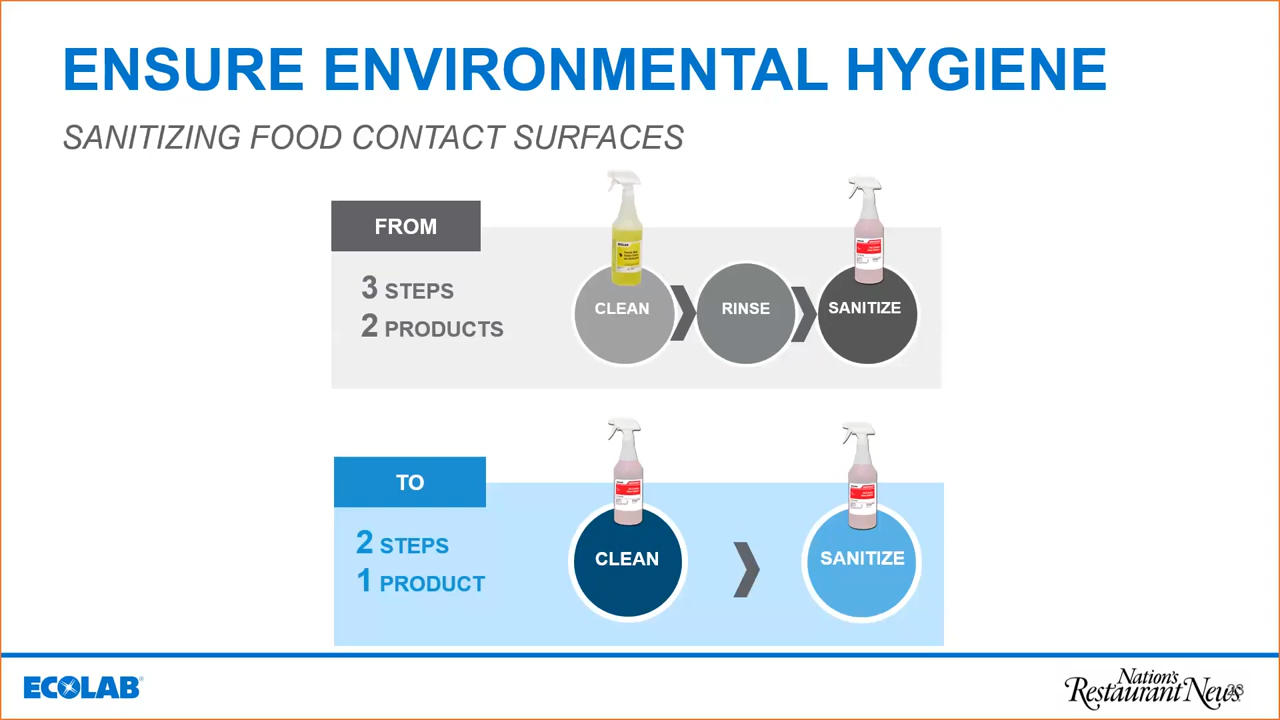 ENSURE ENVIRONMENTAL HYGIENE
SANITIZING FOOD CONTACT SURFACES
FROM
3 STEPS
2 PRODUCTS
CLEAN
RINSE
SANITIZE
TO
2 STEPS
1 PRODUCT
CLEAN
SANITIZE
ECOLAB®
Nation's
Restaurant News
28